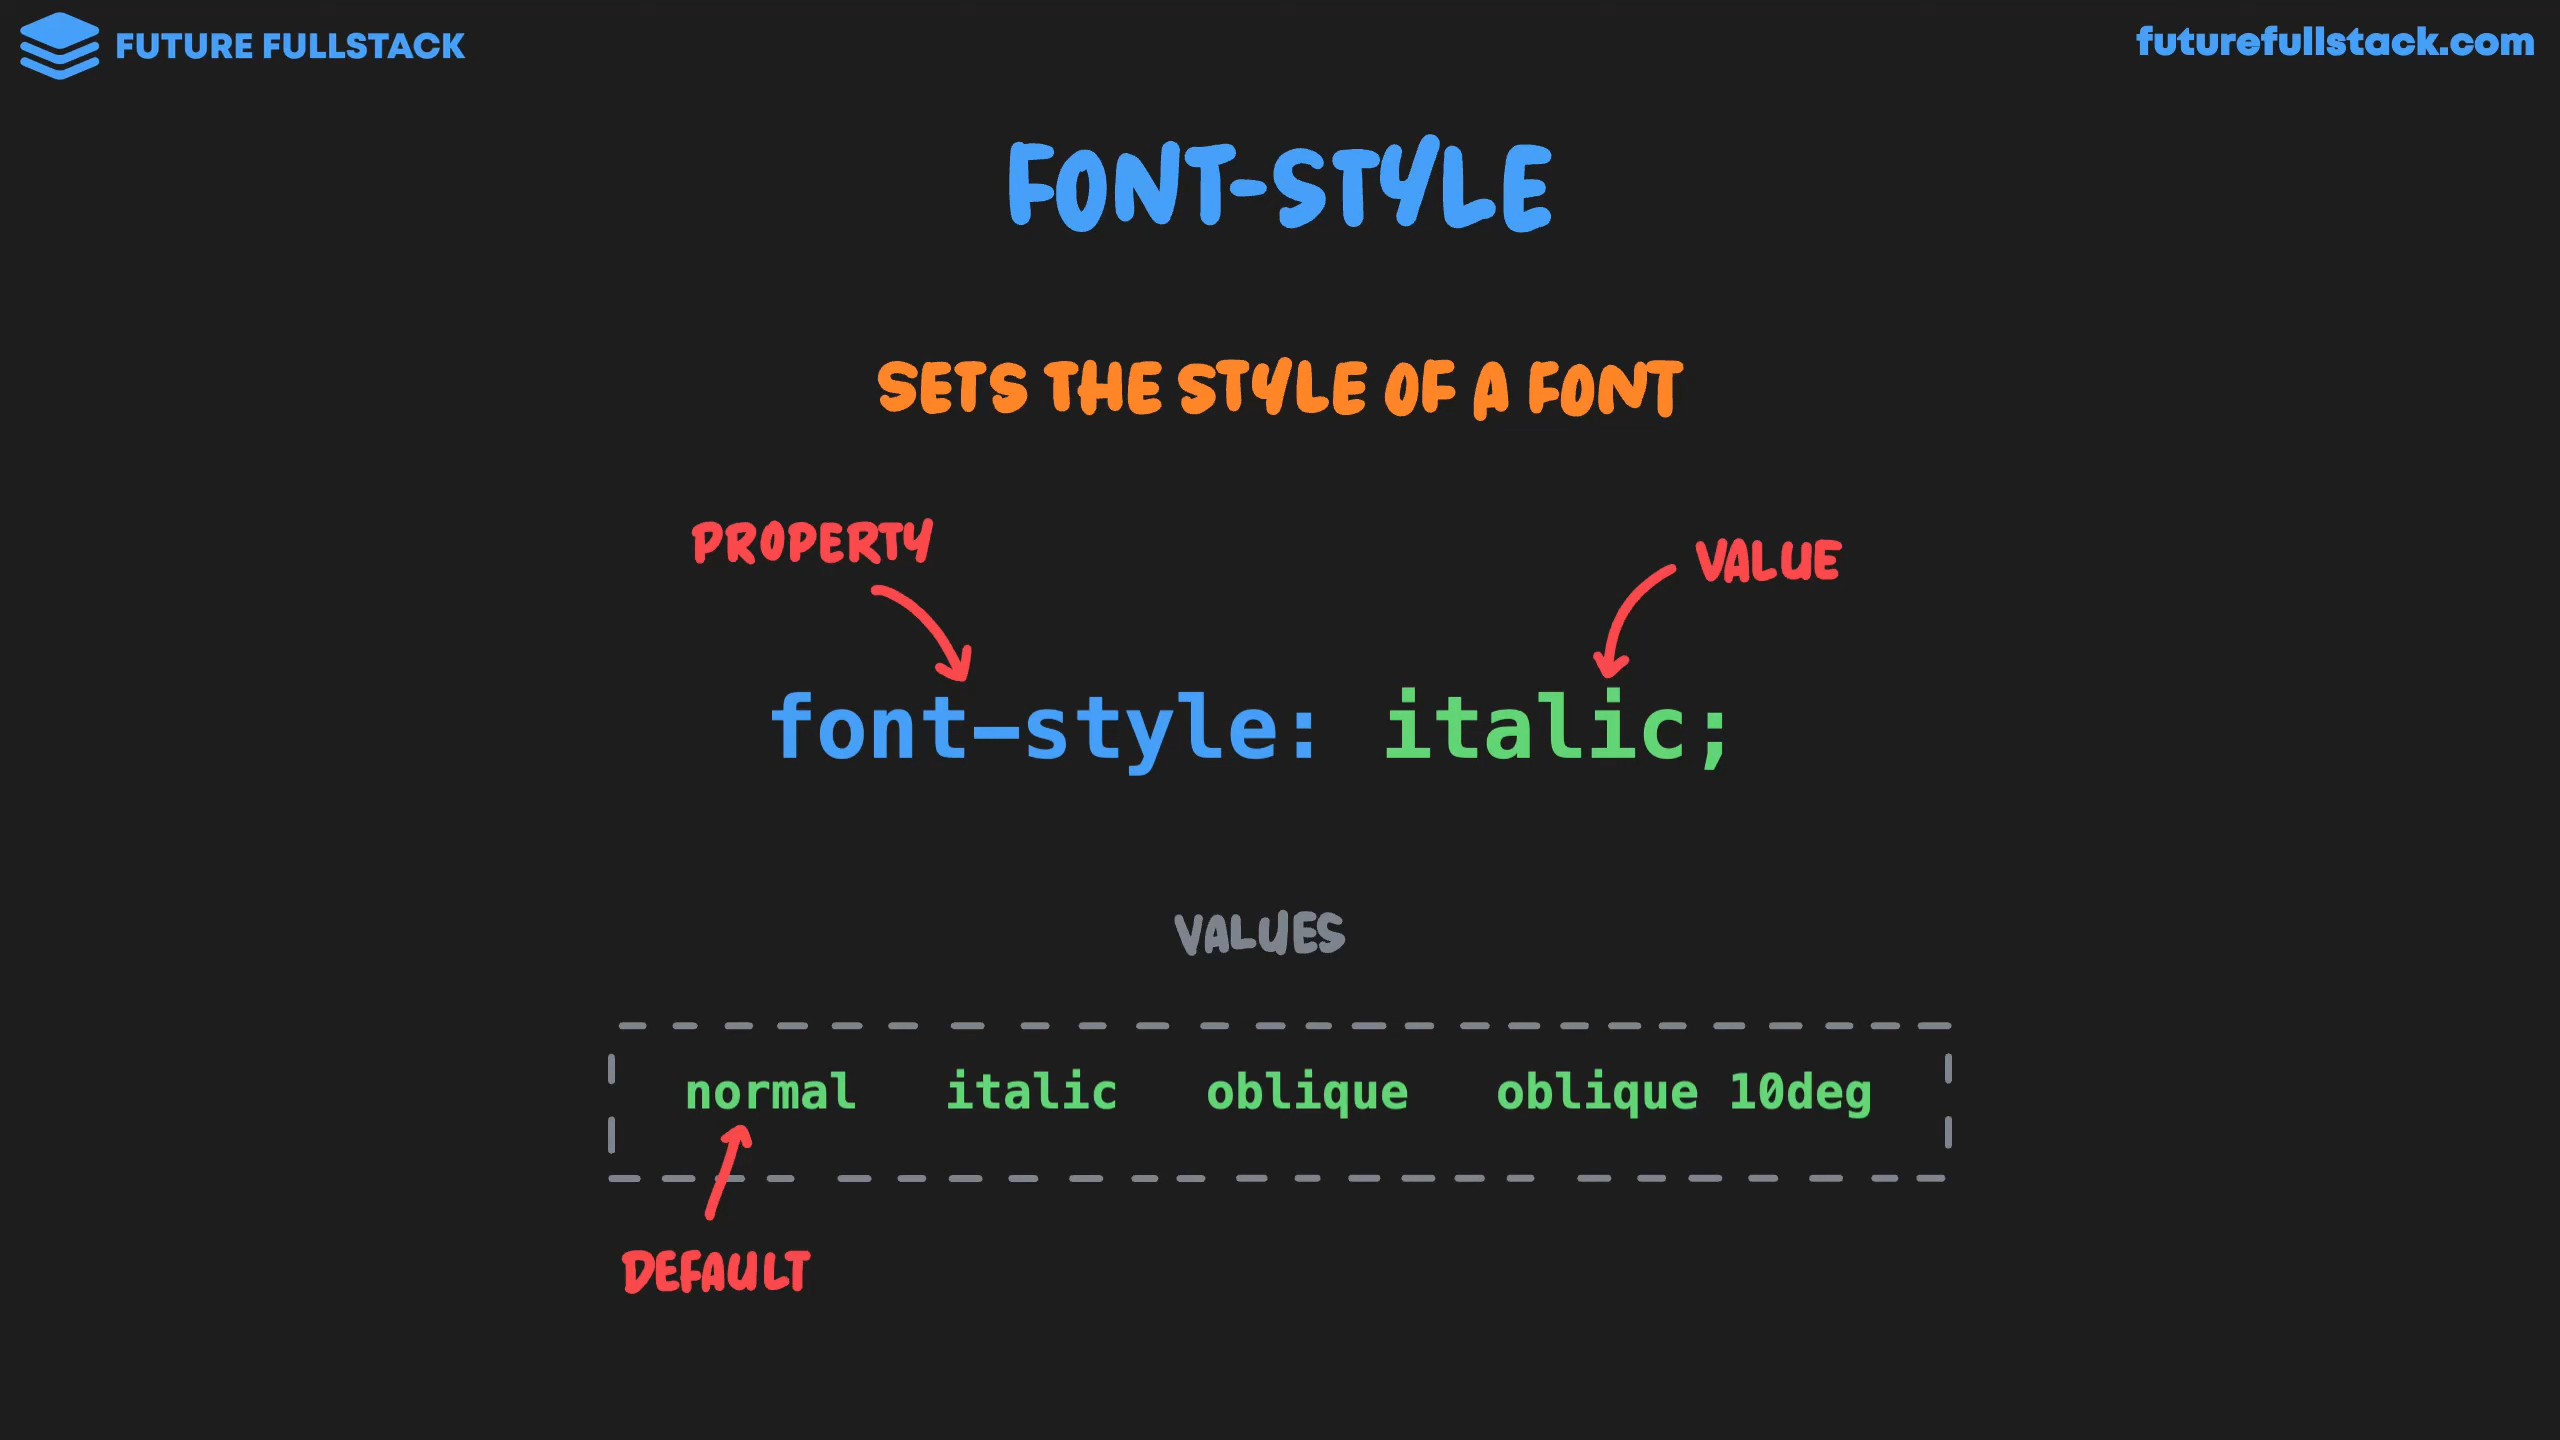 FUTURE FULLSTACK
futurefullstack.com
FONT-STYLE
SETS THE STYLE OF A FONT
PROPERTY
VALUE
font-style: italic;
VALUES
normal italic oblique oblique 10deg
DEFAULT